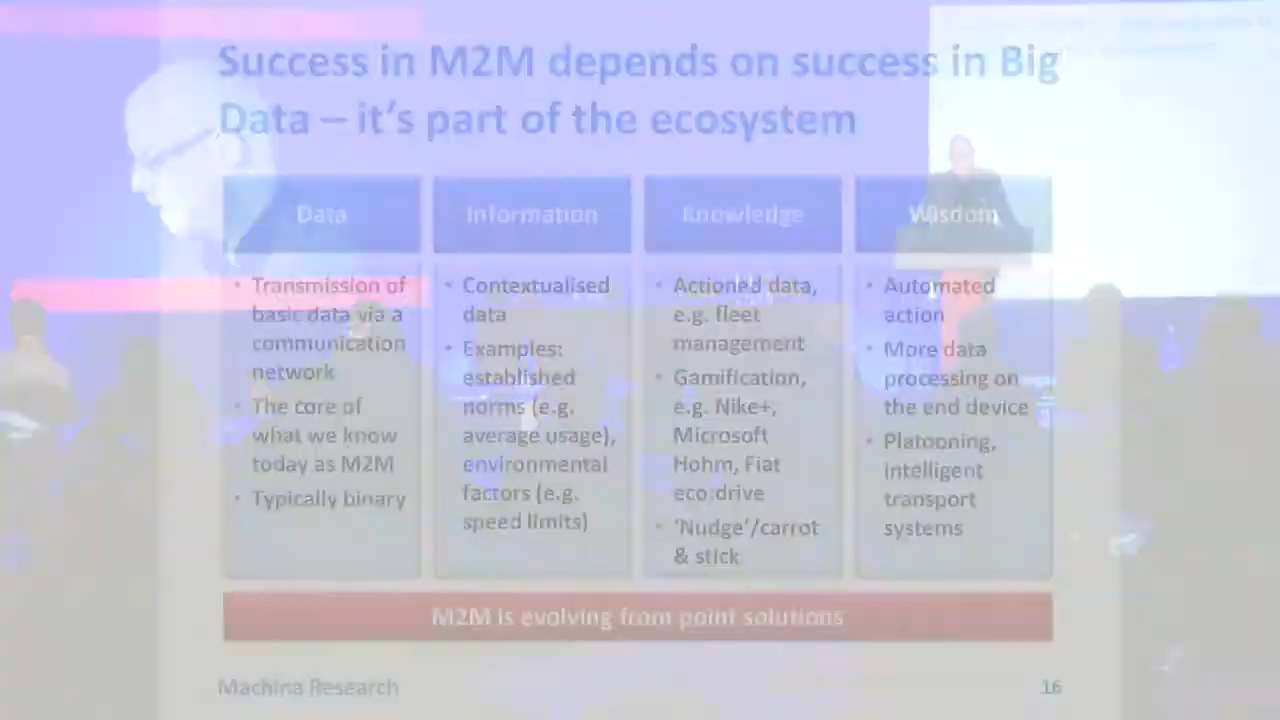 Success in M2M depends on success in Big
Data – it's part of the ecosystem
Data
• Transmission of
basic data via a
communication
network
• The core of
what we know
today as M2M
• Typically binary
Information
• Contextualised
data
• Examples:
established
norms (e.g.
average usage),
environmental
factors (e.g.
speed limits)
Knowledge
• Actioned data,
e.g. fleet
management
• Gamification,
e.g. Nike+,
Microsoft
Hohm, Fiat
eco:drive
• 'Nudge'/carrot
& stick
Wisdom
• Automated
action
• More data
processing on
the end device
• Platooning,
intelligent
transport
systems
M2M is evolving from point solutions
Machina Research
16